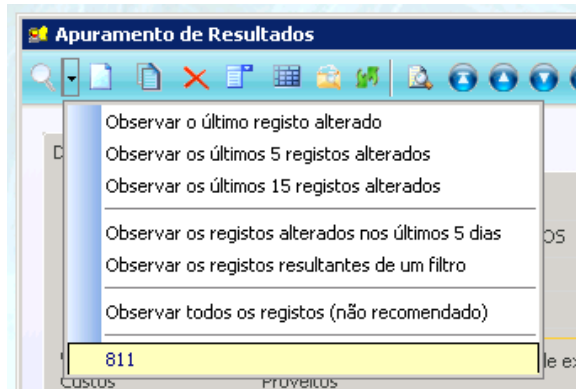 Apuramento de Resultados
Observar o último registo alterado
Observar os últimos 5 registos alterados
Observar os últimos 15 registos alterados
Observar os registos alterados nos últimos 5 dias
Observar os registos resultantes de um filtro
Observar todos os registos (não recomendado)
811
Custos Proveitos